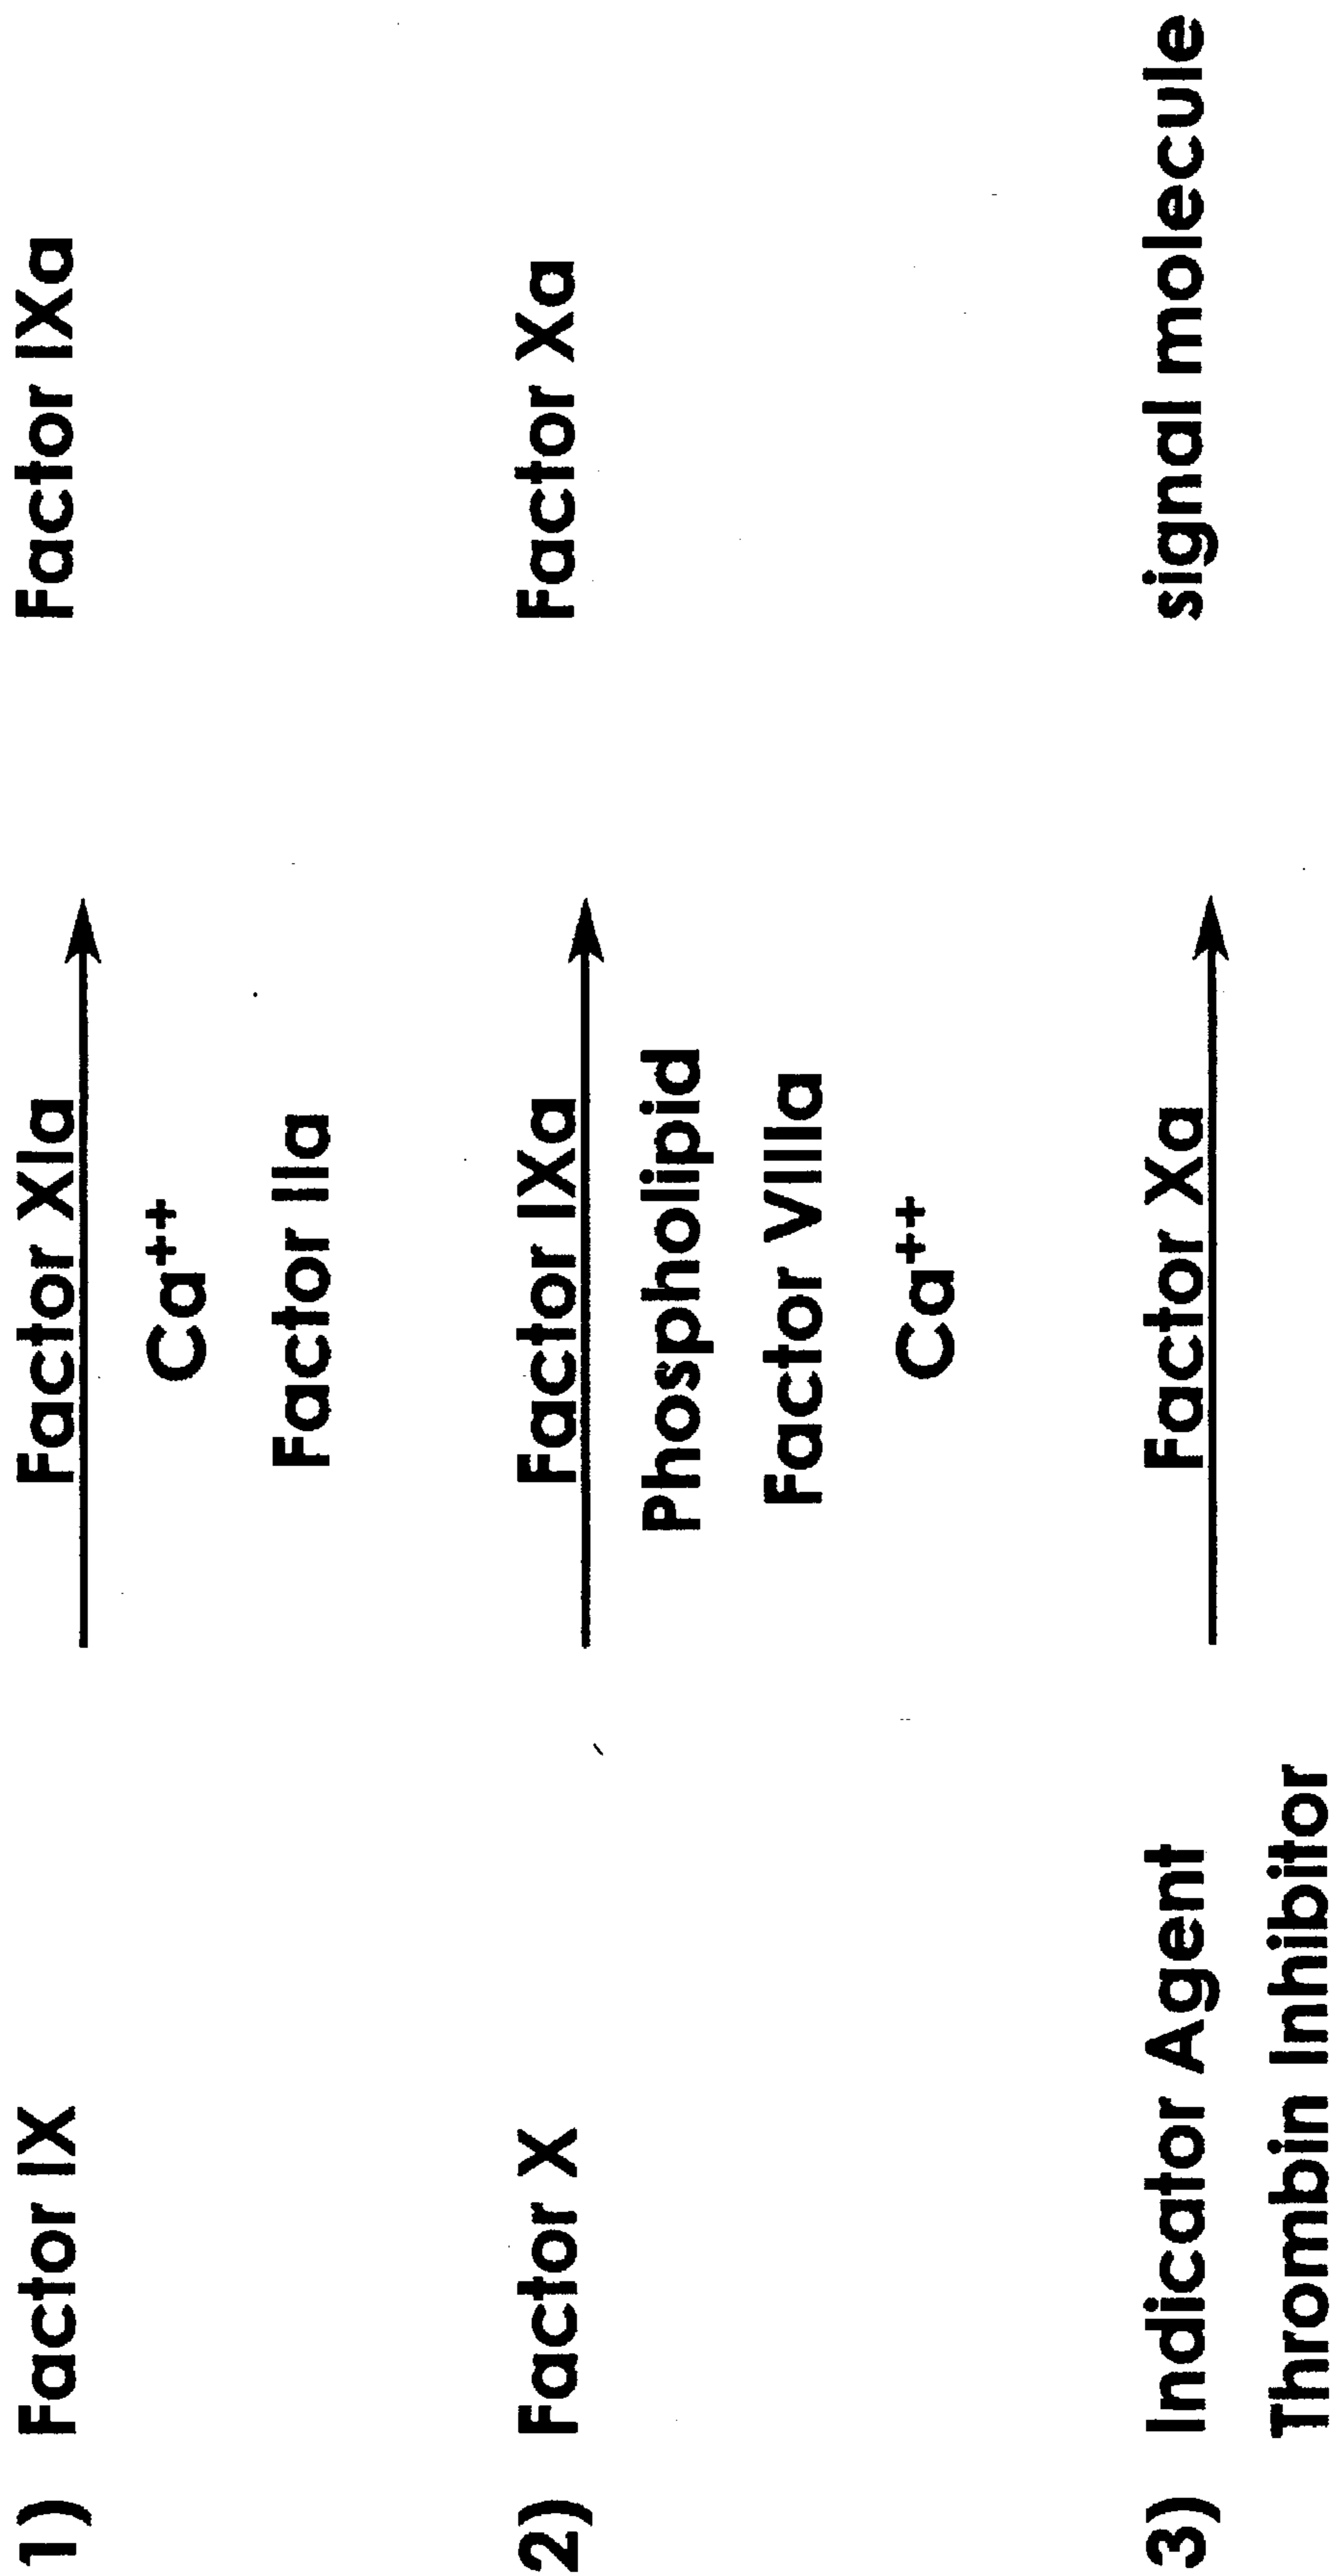 1) Factor IX Factor XIa Factor IXa
Ca++
Factor IIa
2) Factor X Factor IXa Factor Xa
Phospholipid
Factor VIIIa
Ca++
3) Indicator Agent Factor Xa signal molecule
Thrombin Inhibitor